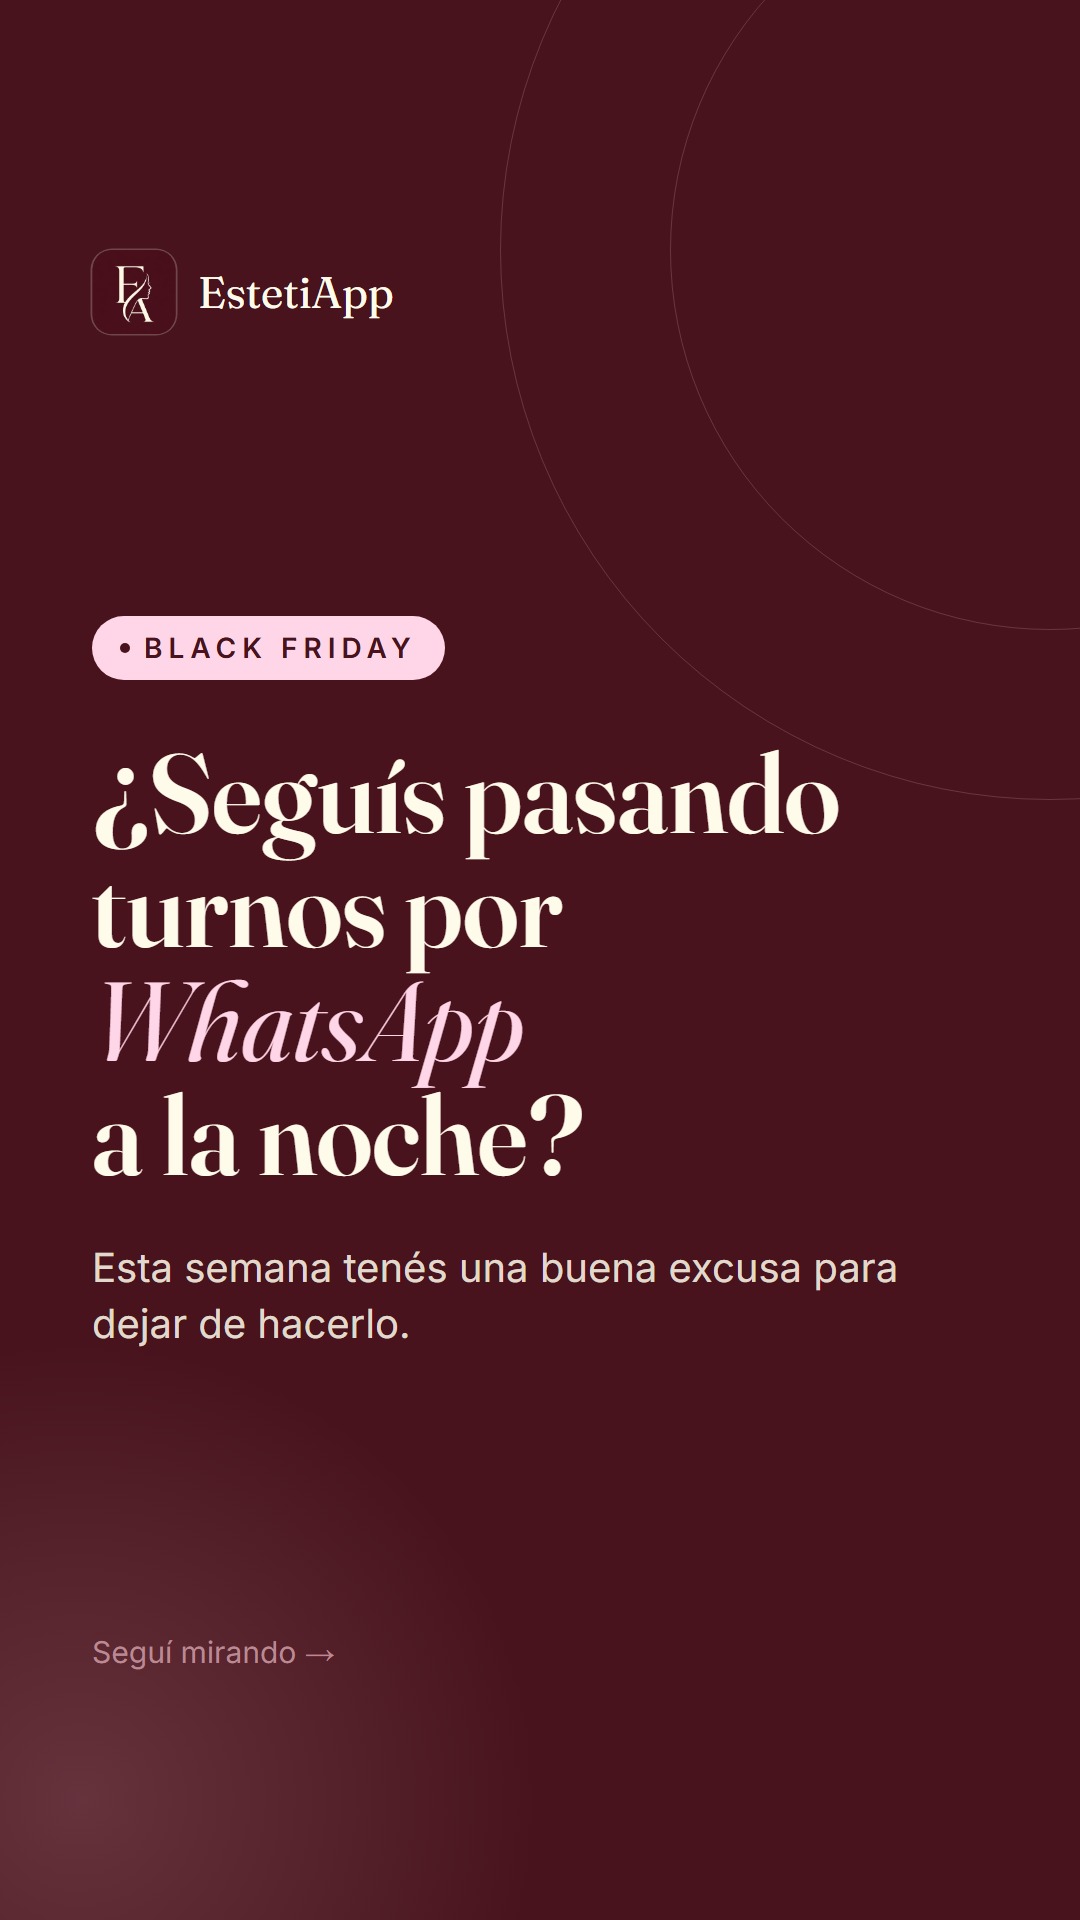 EA
EstetiApp
• BLACK FRIDAY
¿Seguís pasando
turnos por
WhatsApp
a la noche?
Esta semana tenés una buena excusa para
dejar de hacerlo.
Seguí mirando →